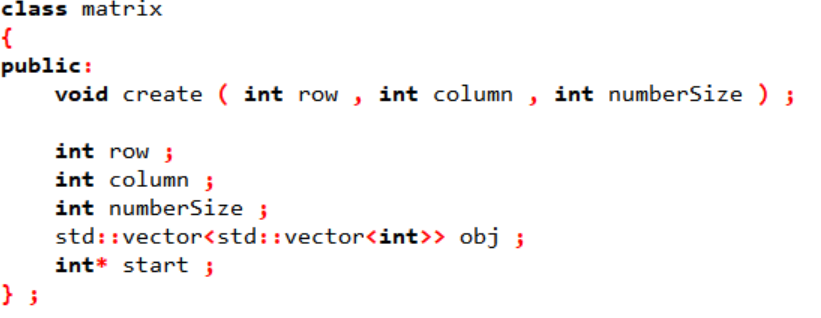 class matrix
{
public:
    void create ( int row , int column , int numberSize ) ;
    int row ;
    int column ;
    int numberSize ;
    std::vector<std::vector<int>> obj ;
    int* start ;
} ;